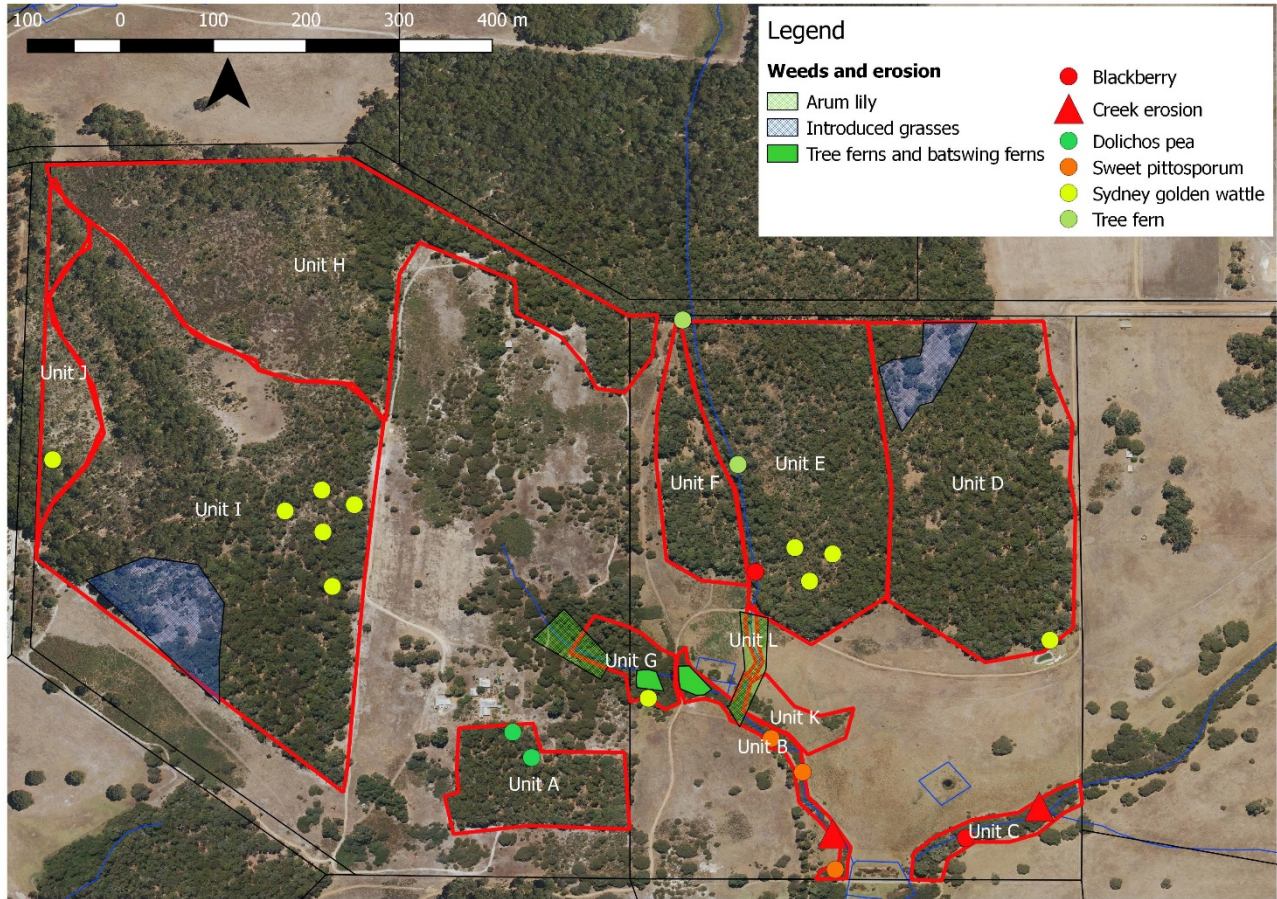 100 0 100 200 300 400 m
Legend
Weeds and erosion
Arum lily
Introduced grasses
Tree ferns and batswing ferns
Blackberry
Creek erosion
Dolichos pea
Sweet pittosporum
Sydney golden wattle
Tree fern
Unit H
Unit J
Unit I
Unit F
Unit E
Unit D
Unit G
Unit L
Unit K
Unit B
Unit A
Unit C